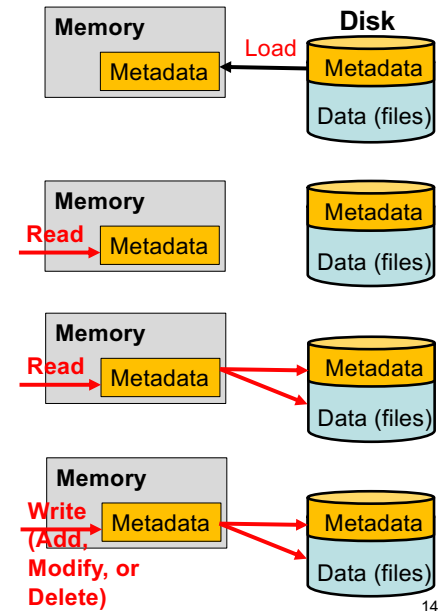 Disk
Memory
Load
Metadata
Metadata
Data (files)
Memory
Metadata
Read
Metadata
Data (files)
Memory
Read
Metadata
Metadata
Data (files)
Memory
Write
Metadata
Metadata
(Add,
Modify, or
Data (files)
Delete)
14